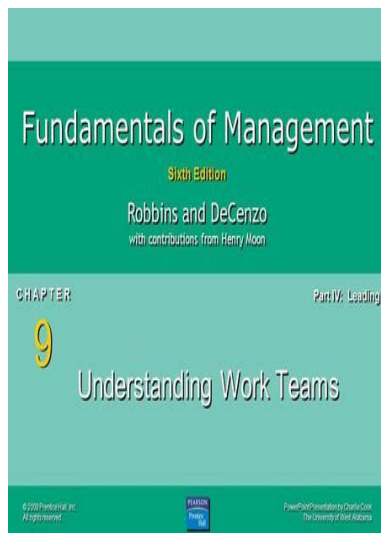 Fundamentals of Management
Sixth Edition
Robbins and DeCenzo
with contributions from Henry Moon
CHAPTER
Part IV: Leading
9
Understanding Work Teams
© 2008 Prentice Hall, Inc.
All rights reserved.
PEARSON
Prentice
Hall
PowerPoint Presentation by Charlie Cook
The University of West Alabama